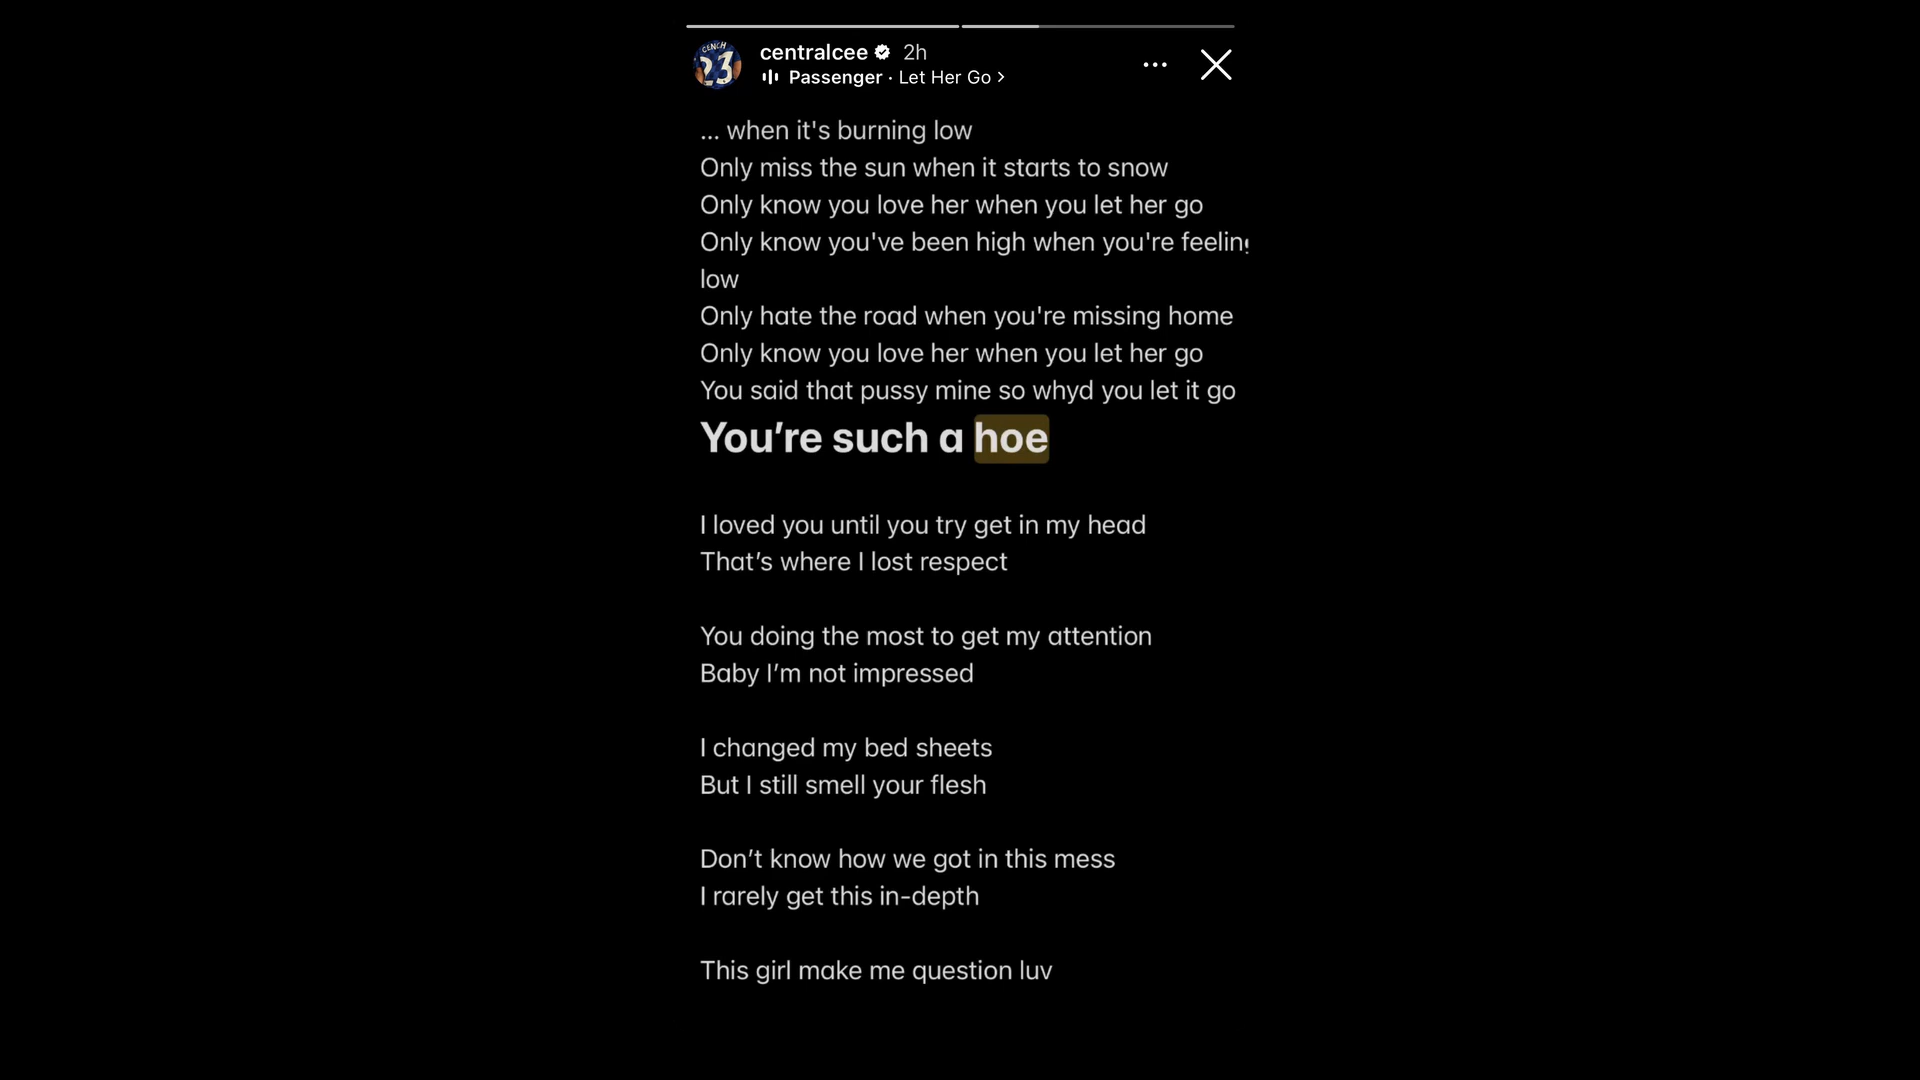 CENCH
23
centralcee 2h
Passenger · Let Her Go >
... when it's burning low
Only miss the sun when it starts to snow
Only know you love her when you let her go
Only know you've been high when you're feeling
low
Only hate the road when you're missing home
Only know you love her when you let her go
You said that pussy mine so whyd you let it go
You’re such a hoe
I loved you until you try get in my head
That’s where I lost respect
You doing the most to get my attention
Baby I’m not impressed
I changed my bed sheets
But I still smell your flesh
Don’t know how we got in this mess
I rarely get this in-depth
This girl make me question luv